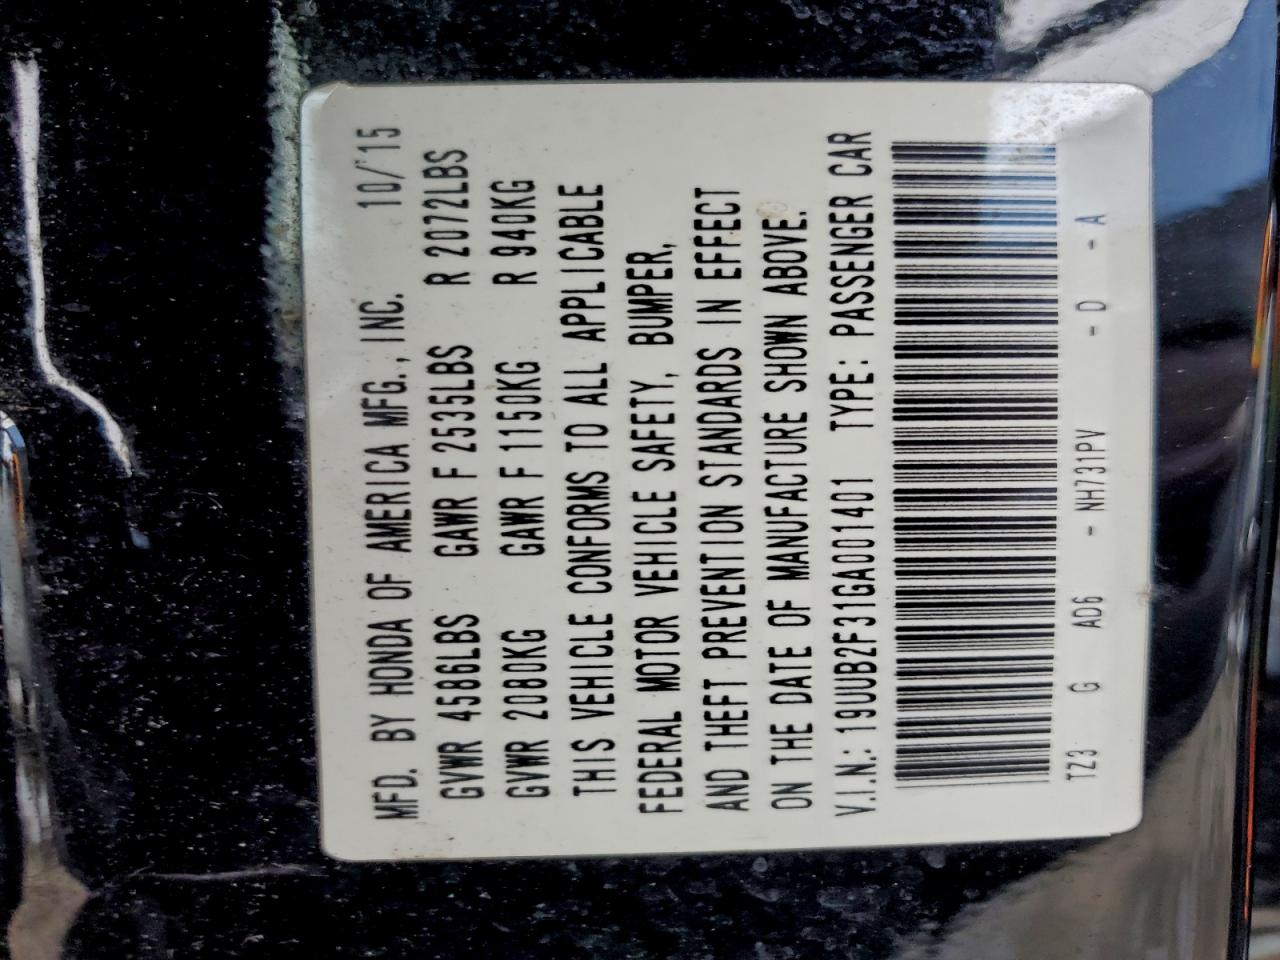 MFD. BY HONDA OF AMERICA MFG., INC. 10/15
GVWR 4586LBS GAWR F 2535LBS R 2072LBS
GVWR 2080KG GAWR F 1150KG R 940KG
THIS VEHICLE CONFORMS TO ALL APPLICABLE
FEDERAL MOTOR VEHICLE SAFETY, BUMPER,
AND THEFT PREVENTION STANDARDS IN EFFECT
ON THE DATE OF MANUFACTURE SHOWN ABOVE.
V.I.N.: 19UUB2F31GA001401 TYPE: PASSENGER CAR
TZ3 G AD6 - NH731PV - D - A